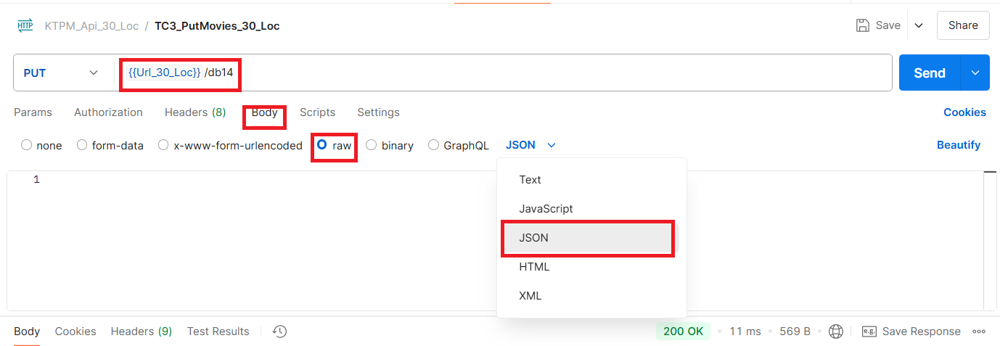 HTTP KTPM_Api_30_Loc / TC3_PutMovies_30_Loc Save Share
PUT {{Url_30_Loc}} /db14 Send
Params Authorization Headers (8) Body Scripts Settings Cookies
none form-data x-www-form-urlencoded raw binary GraphQL JSON Beautify
1
Text
JavaScript
JSON
HTML
XML
Body Cookies Headers (9) Test Results 200 OK • 11 ms • 569 B e.g. Save Response